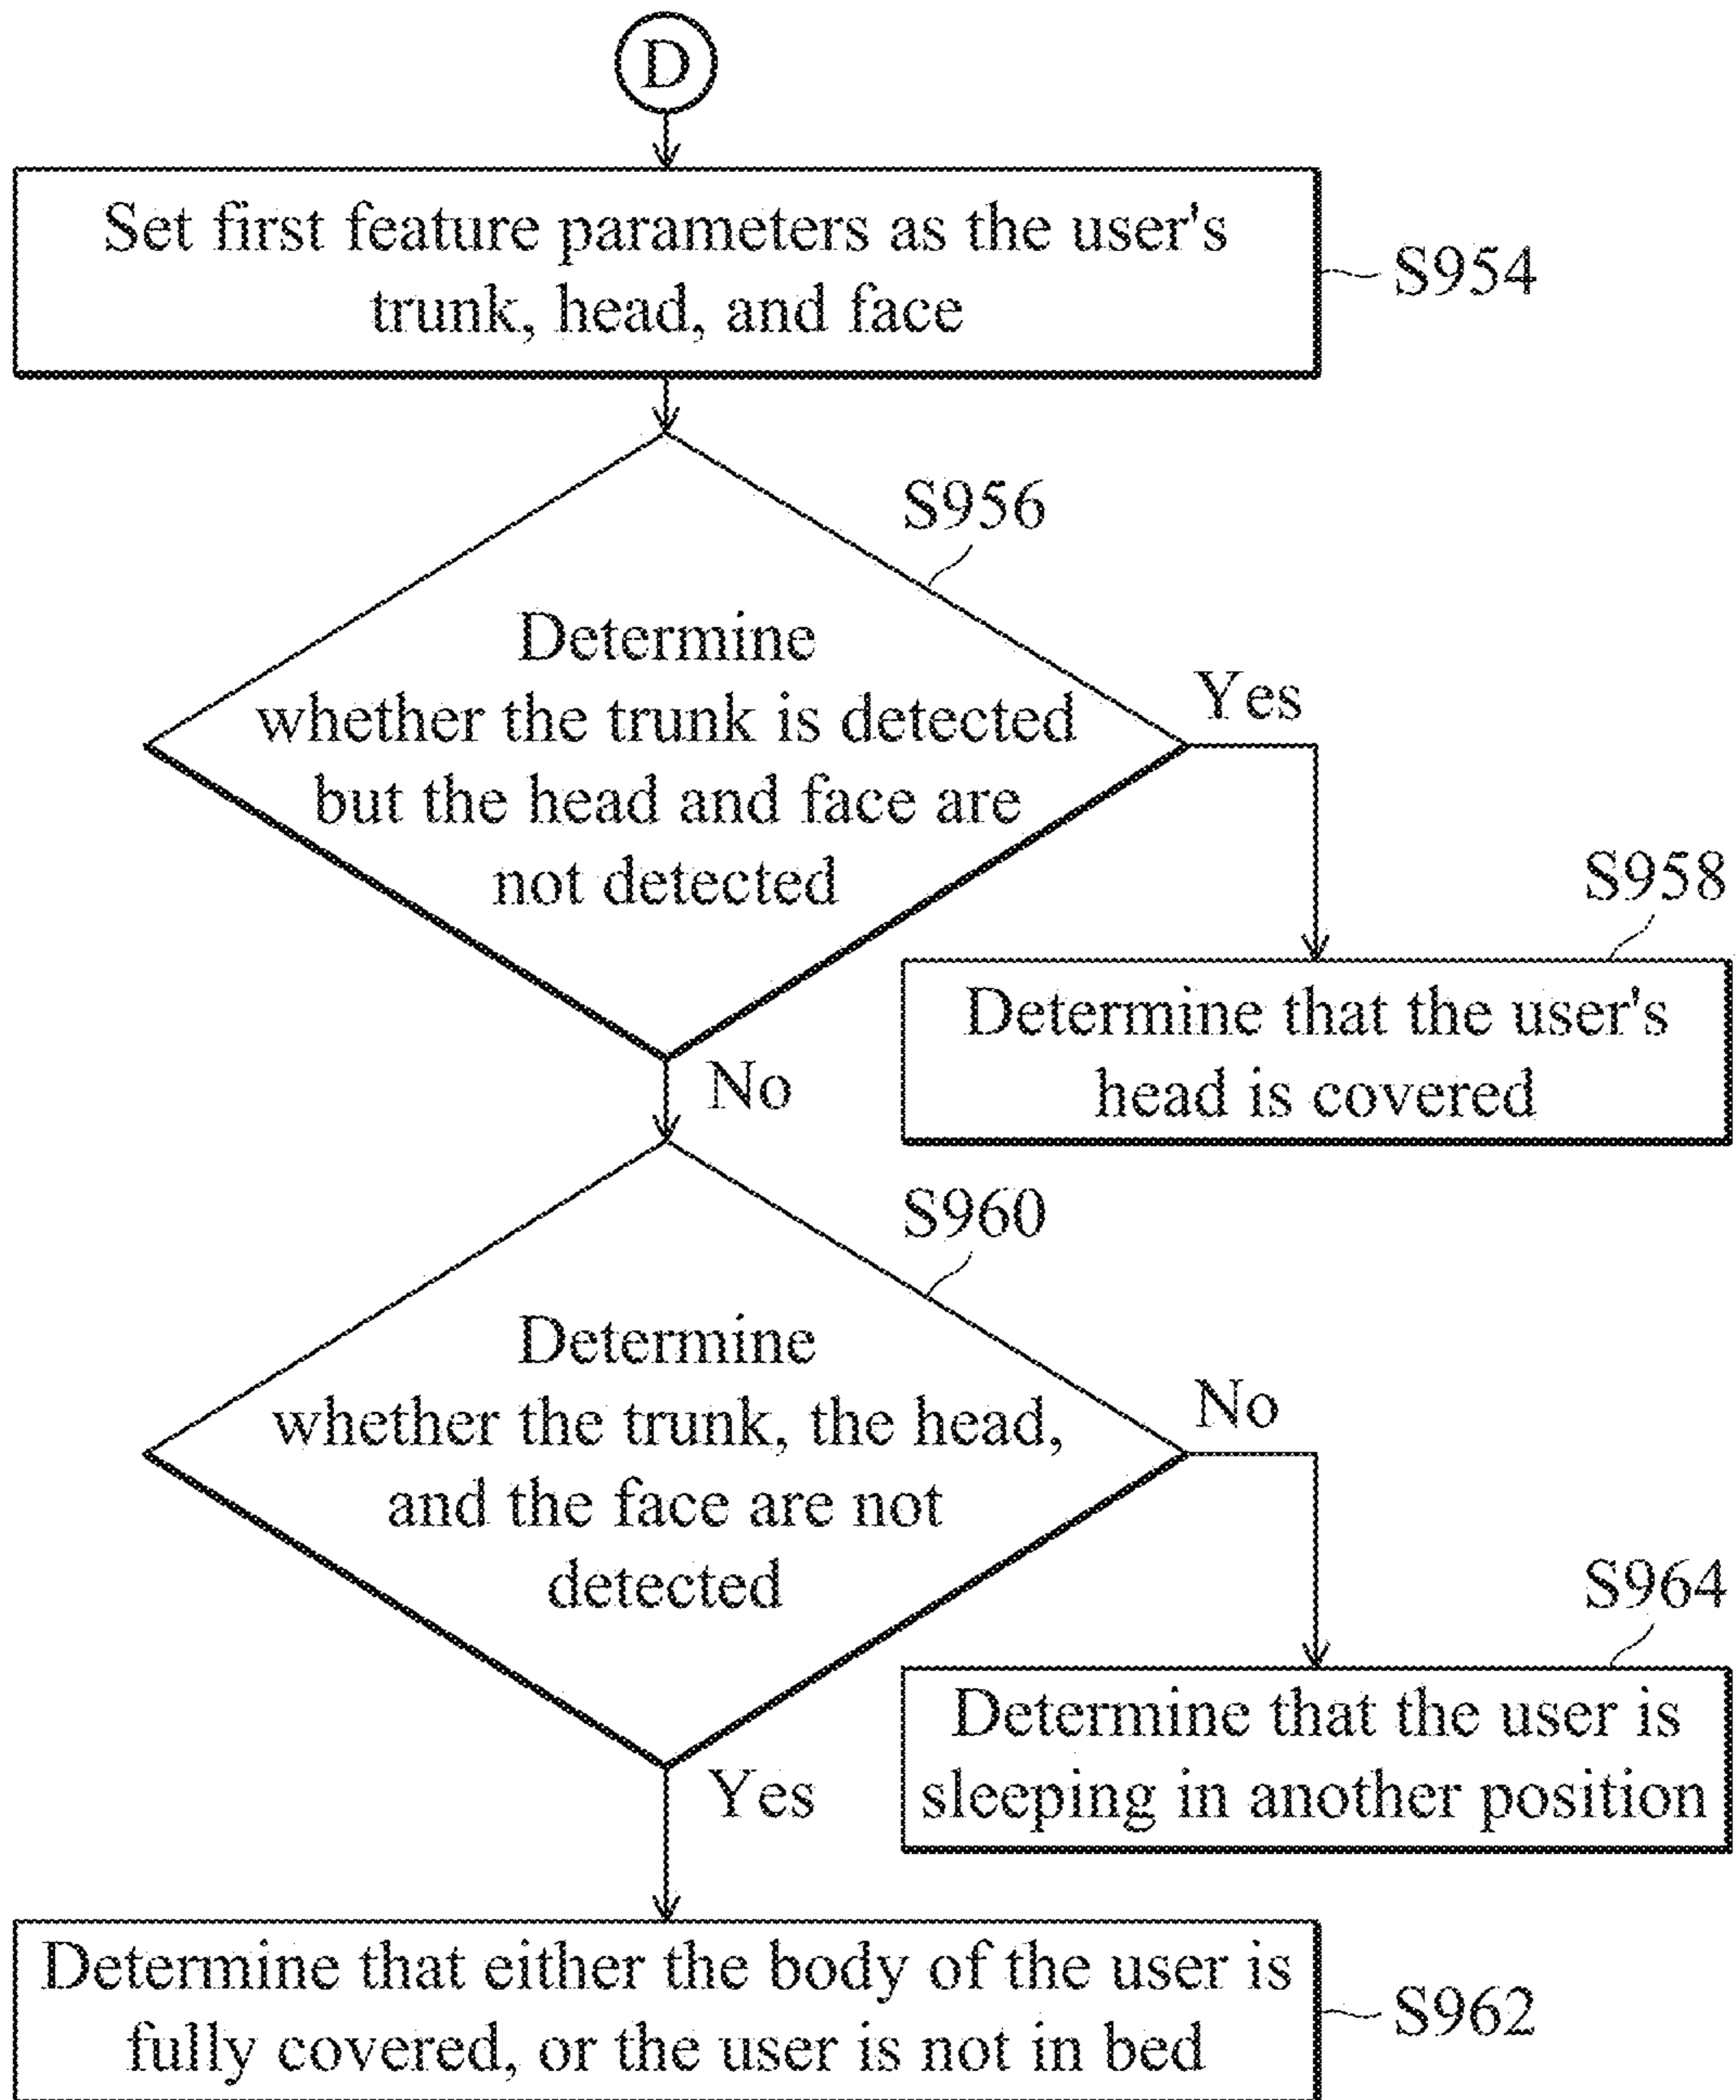 D
Set first feature parameters as the user's
trunk, head, and face
S954
S956
Determine
whether the trunk is detected
but the head and face are
not detected
Yes
S958
Determine that the user's
head is covered
No
S960
Determine
whether the trunk, the head,
and the face are not
detected
No
S964
Determine that the user is
sleeping in another position
Yes
Determine that either the body of the user is
fully covered, or the user is not in bed
S962